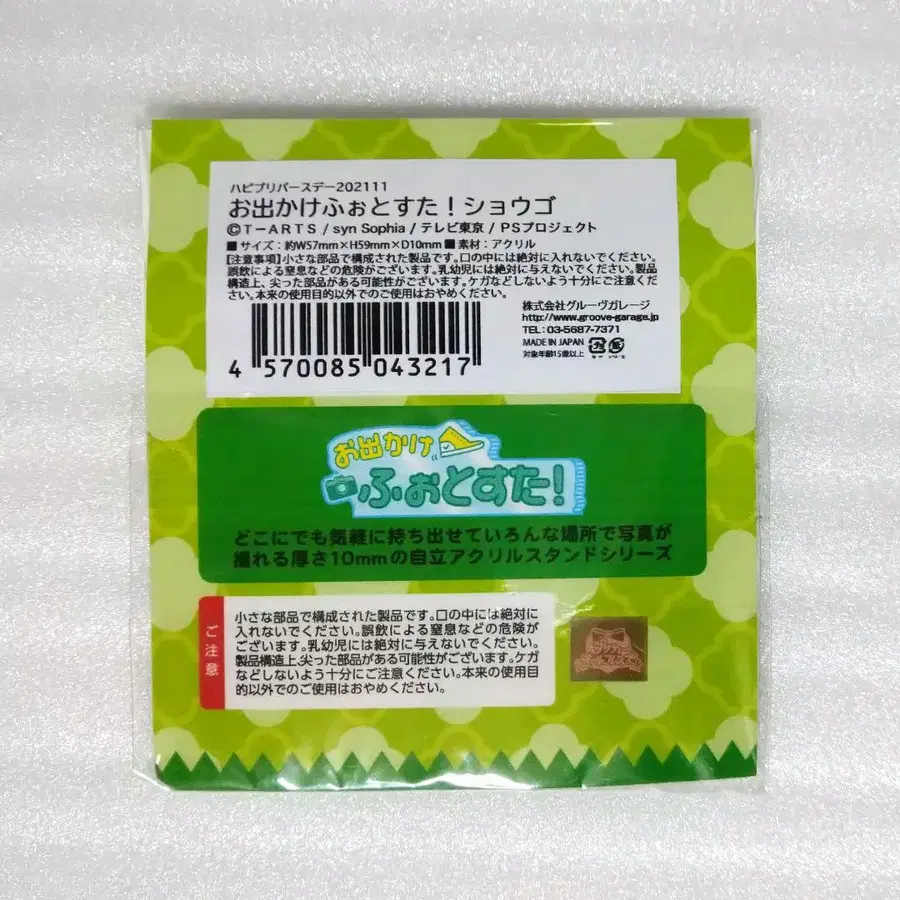 ハピプリバースデー202111
お出かけふぉとすた！ショウゴ
©T-ARTS / syn Sophia / テレビ東京 / PSプロジェクト
■サイズ：約W57mm×H59mm×D10mm■素材：アクリル
【注意事項】小さな部品で構成された製品です。口の中には絶対に入れないでください。
誤飲による窒息などの危険がございます。乳幼児には絶対に与えないでください。製品
構造上、尖った部品がある可能性がございます。ケガなどしないよう十分にご注意くだ
さい。本来の使用目的以外でのご使用はおやめください。
株式会社グルーヴガレージ
http://www.groove-garage.jp
TEL：03-5687-7371
MADE IN JAPAN
対象年齢15歳以上
4 570085 043217
お出かけ
ふぉとすた！
どこにでも気軽に持ち出せていろんな場所で写真が
撮れる厚さ10mmの自立アクリルスタンドシリーズ
ご注意
小さな部品で構成された製品です。口の中には絶対に
入れないでください。誤飲による窒息などの危険が
ございます。乳幼児には絶対に与えないでください。
製品構造上、尖った部品がある可能性がございます。ケガ
などしないよう十分にご注意ください。本来の使用目
的以外でのご使用はおやめください。